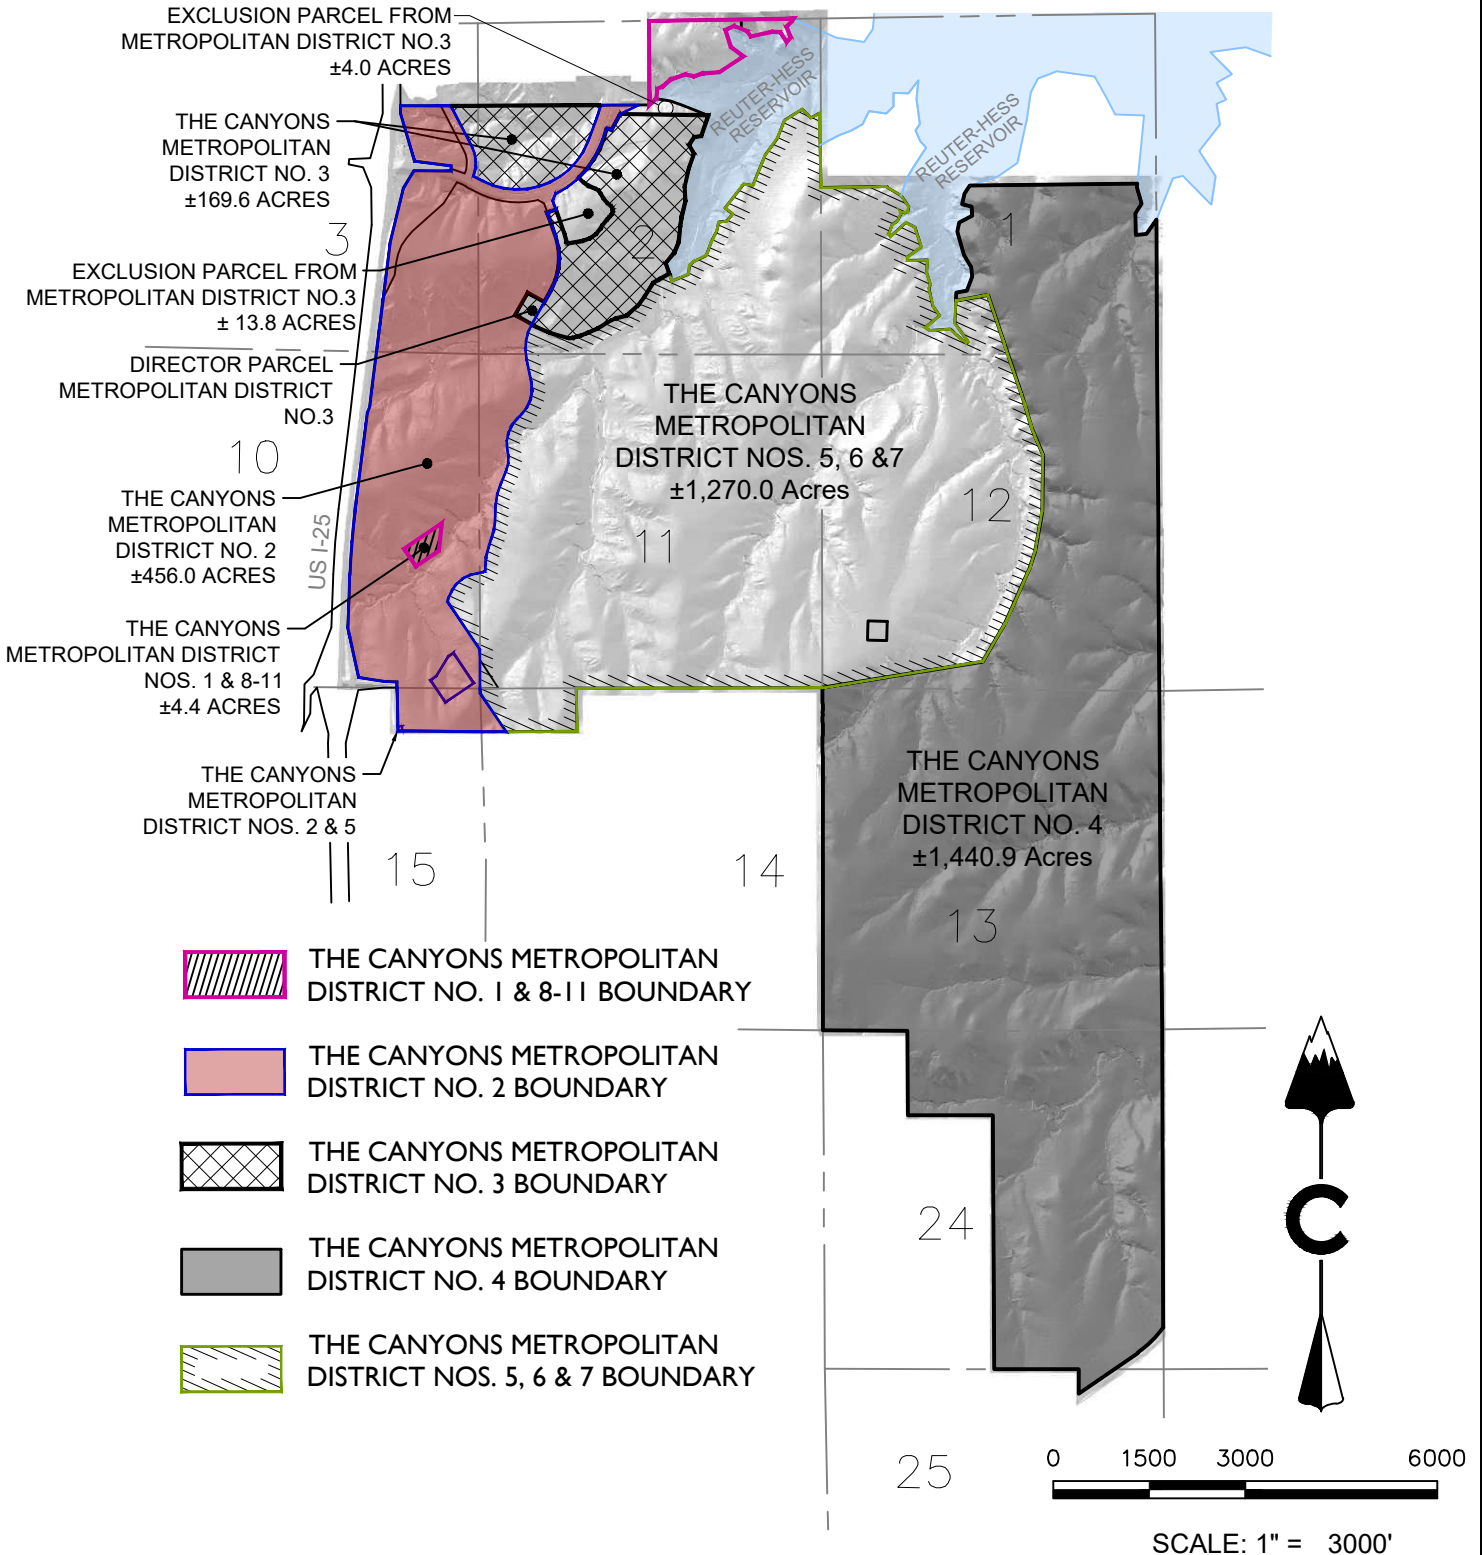 EXCLUSION PARCEL FROM
METROPOLITAN DISTRICT NO.3
±4.0 ACRES
THE CANYONS
METROPOLITAN
DISTRICT NO. 3
±169.6 ACRES
3
EXCLUSION PARCEL FROM
METROPOLITAN DISTRICT NO.3
± 13.8 ACRES
DIRECTOR PARCEL
METROPOLITAN DISTRICT
NO.3
10
THE CANYONS
METROPOLITAN
DISTRICT NO. 2
±456.0 ACRES
US I-25
THE CANYONS
METROPOLITAN DISTRICT
NOS. 1 & 8-11
±4.4 ACRES
THE CANYONS
METROPOLITAN
DISTRICT NOS. 2 & 5
REUTER-HESS
RESERVOIR
REUTER-HESS
RESERVOIR
2
1
THE CANYONS
METROPOLITAN
DISTRICT NOS. 5, 6 &7
±1,270.0 Acres
11
12
THE CANYONS
METROPOLITAN
DISTRICT NO. 4
±1,440.9 Acres
15
14
13
24
25
THE CANYONS METROPOLITAN
DISTRICT NO. 1 & 8-11 BOUNDARY
THE CANYONS METROPOLITAN
DISTRICT NO. 2 BOUNDARY
THE CANYONS METROPOLITAN
DISTRICT NO. 3 BOUNDARY
THE CANYONS METROPOLITAN
DISTRICT NO. 4 BOUNDARY
THE CANYONS METROPOLITAN
DISTRICT NOS. 5, 6 & 7 BOUNDARY
C
0 1500 3000 6000
SCALE: 1" = 3000'